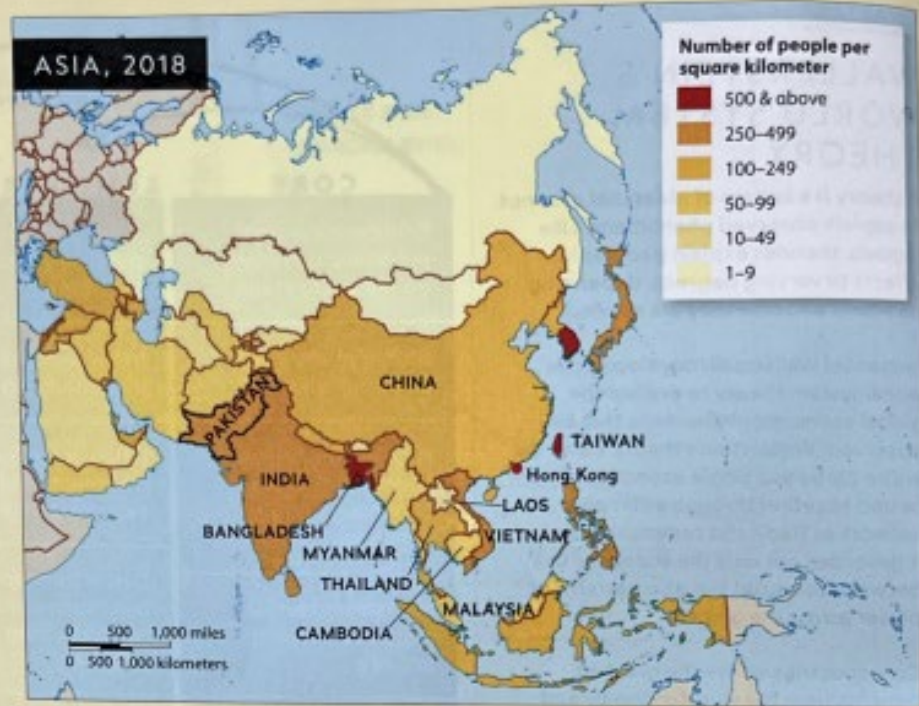 ASIA, 2018
Number of people per
square kilometer
500 & above
250–499
100–249
50–99
10–49
1–9
CHINA
PAKISTAN
TAIWAN
INDIA
Hong Kong
LAOS
BANGLADESH
VIETNAM
MYANMAR
THAILAND
MALAYSIA
CAMBODIA
0 500 1,000 miles
0 500 1,000 kilometers